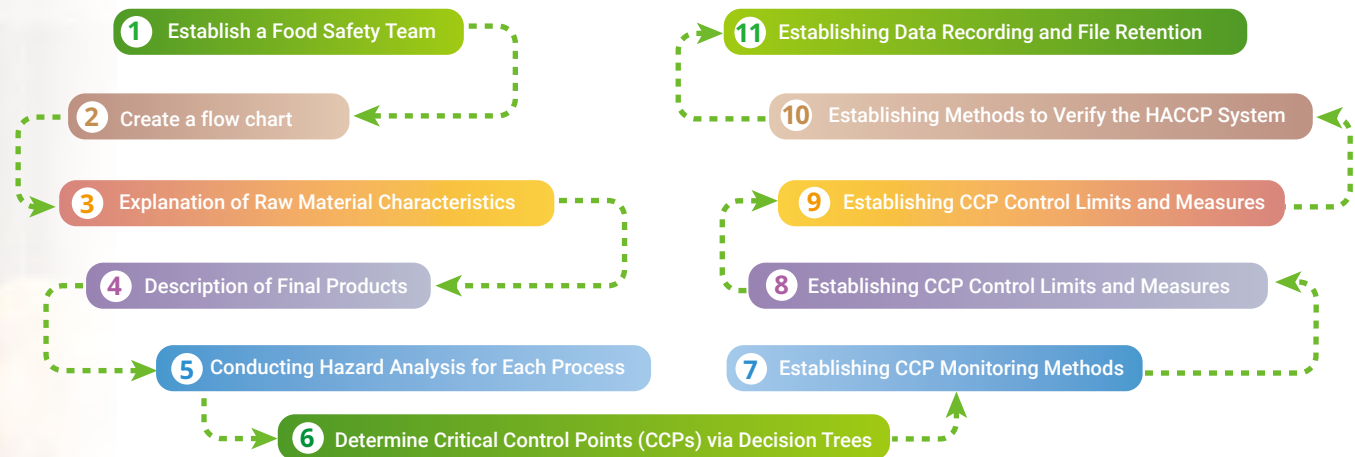 1 Establish a Food Safety Team
2 Create a flow chart
3 Explanation of Raw Material Characteristics
4 Description of Final Products
5 Conducting Hazard Analysis for Each Process
6 Determine Critical Control Points (CCPs) via Decision Trees
7 Establishing CCP Monitoring Methods
8 Establishing CCP Control Limits and Measures
9 Establishing CCP Control Limits and Measures
10 Establishing Methods to Verify the HACCP System
11 Establishing Data Recording and File Retention